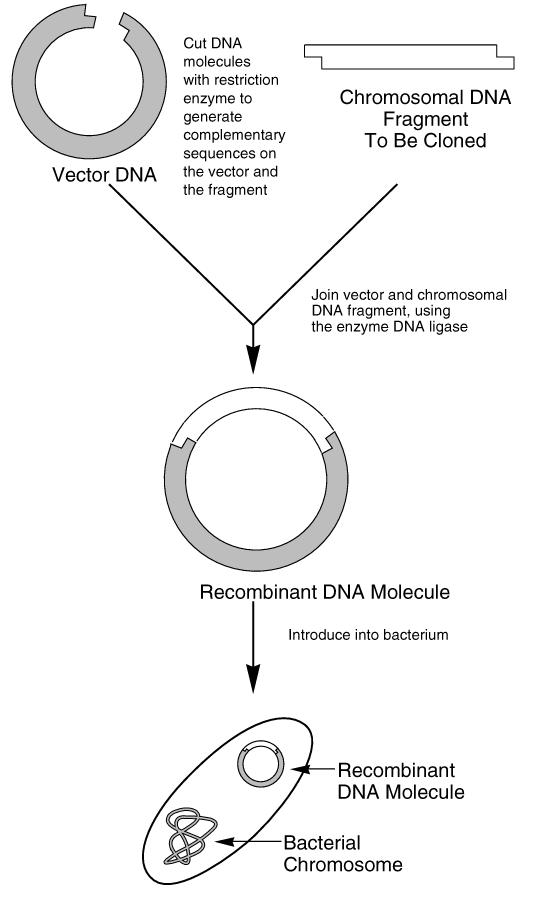 Cut DNA
molecules
with restriction
enzyme to
generate
complementary
sequences on
the vector and
the fragment
Vector DNA
Chromosomal DNA
Fragment
To Be Cloned
Join vector and chromosomal
DNA fragment, using
the enzyme DNA ligase
Recombinant DNA Molecule
Introduce into bacterium
Recombinant
DNA Molecule
Bacterial
Chromosome